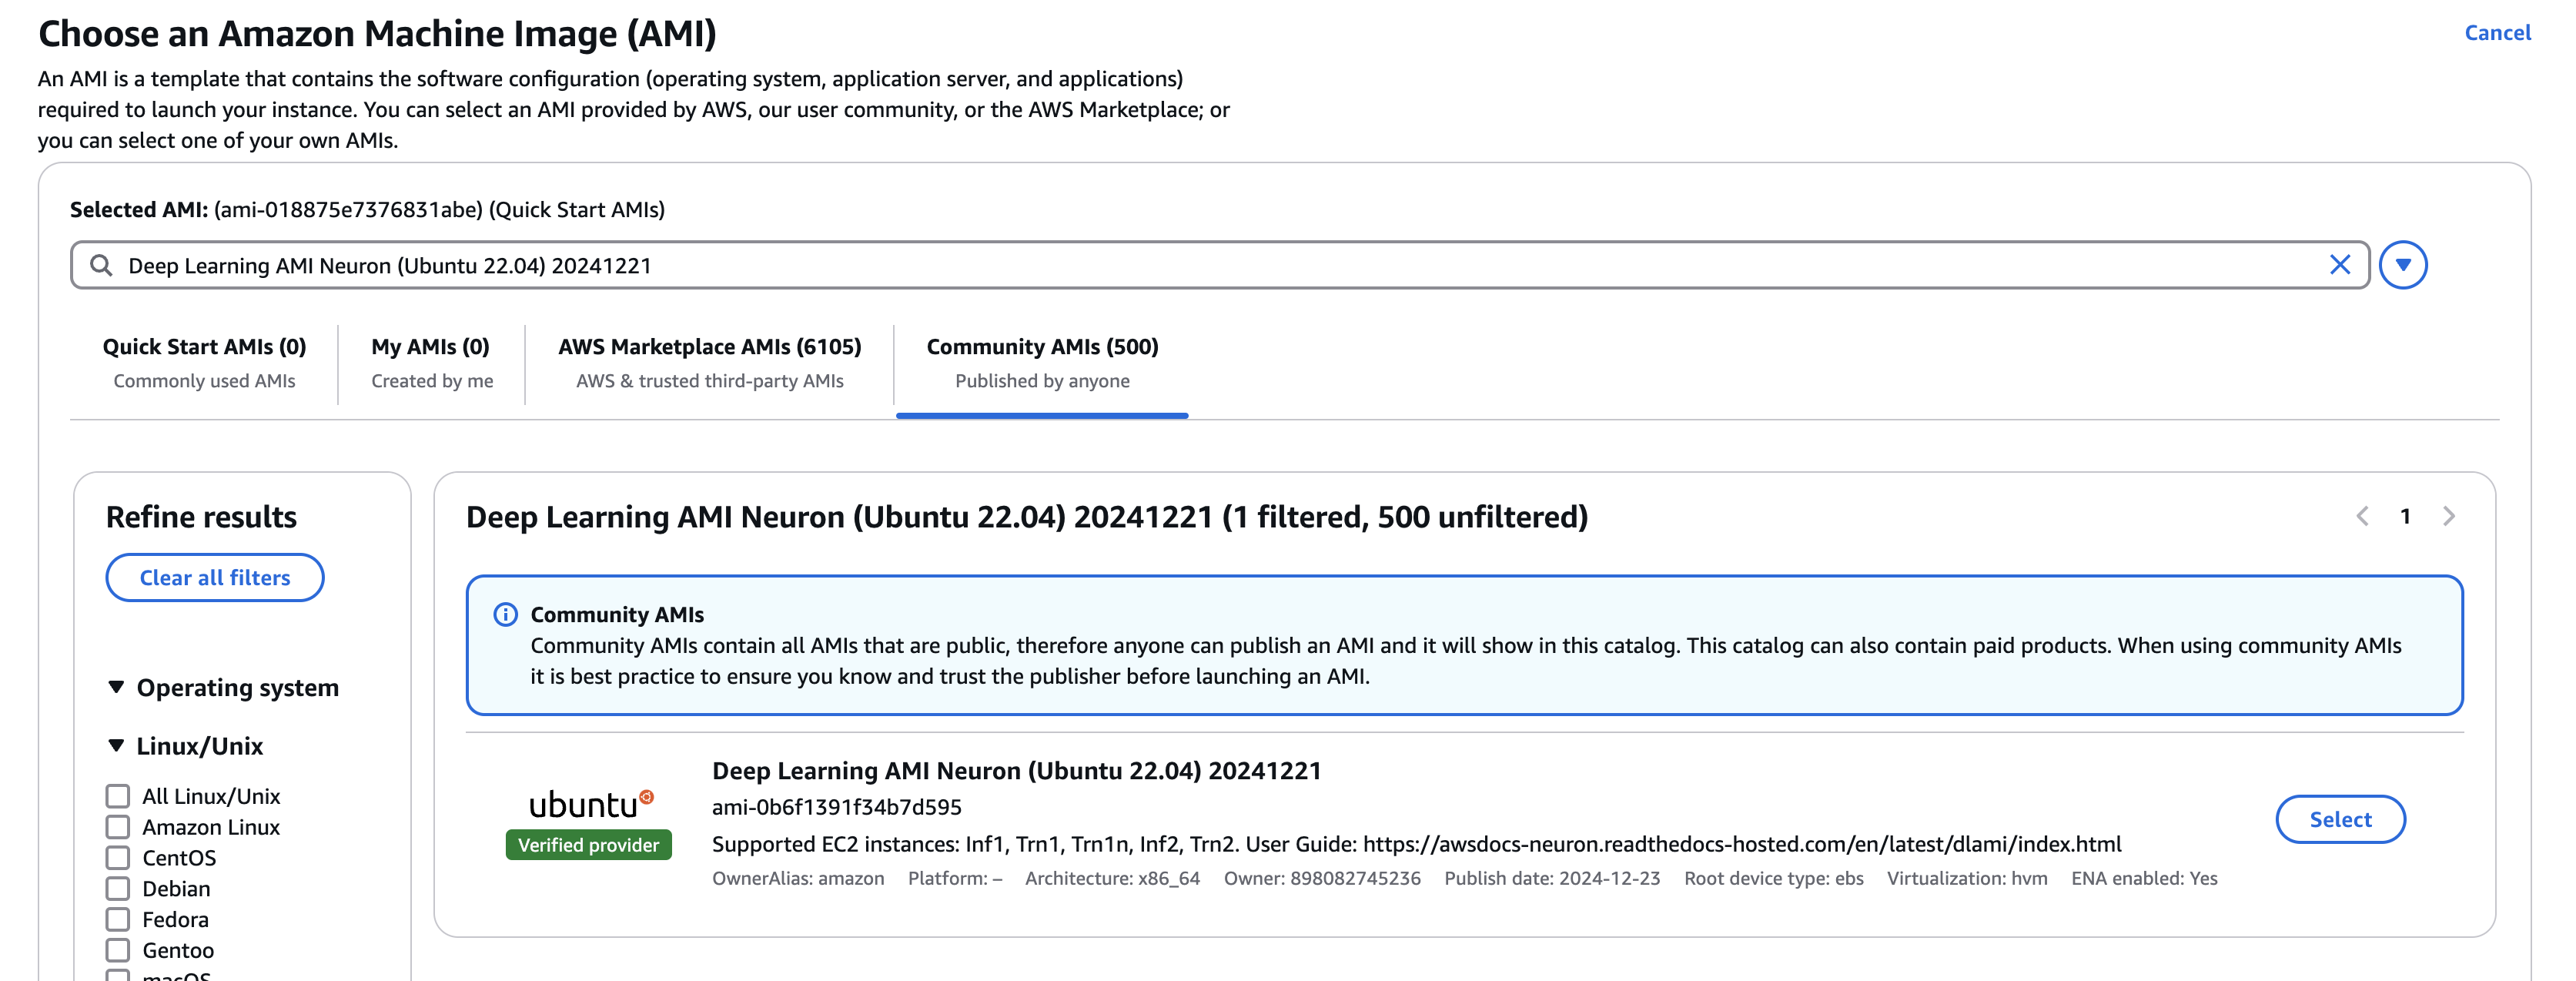 Choose an Amazon Machine Image (AMI)
Cancel
An AMI is a template that contains the software configuration (operating system, application server, and applications)
required to launch your instance. You can select an AMI provided by AWS, our user community, or the AWS Marketplace; or
you can select one of your own AMIs.
Selected AMI: (ami-018875e7376831abe) (Quick Start AMIs)
Deep Learning AMI Neuron (Ubuntu 22.04) 20241221
Quick Start AMIs (0)
Commonly used AMIs
My AMIs (0)
Created by me
AWS Marketplace AMIs (6105)
AWS & trusted third-party AMIs
Community AMIs (500)
Published by anyone
Refine results
Clear all filters
Operating system
Linux/Unix
All Linux/Unix
Amazon Linux
CentOS
Debian
Fedora
Gentoo
macOS
Deep Learning AMI Neuron (Ubuntu 22.04) 20241221 (1 filtered, 500 unfiltered)
1
Community AMIs
Community AMIs contain all AMIs that are public, therefore anyone can publish an AMI and it will show in this catalog. This catalog can also contain paid products. When using community AMIs
it is best practice to ensure you know and trust the publisher before launching an AMI.
ubuntu
Verified provider
Deep Learning AMI Neuron (Ubuntu 22.04) 20241221
ami-0b6f1391f34b7d595
Supported EC2 instances: Inf1, Trn1, Trn1n, Inf2, Trn2. User Guide: https://awsdocs-neuron.readthedocs-hosted.com/en/latest/dlami/index.html
OwnerAlias: amazon Platform: – Architecture: x86_64 Owner: 898082745236 Publish date: 2024-12-23 Root device type: ebs Virtualization: hvm ENA enabled: Yes
Select